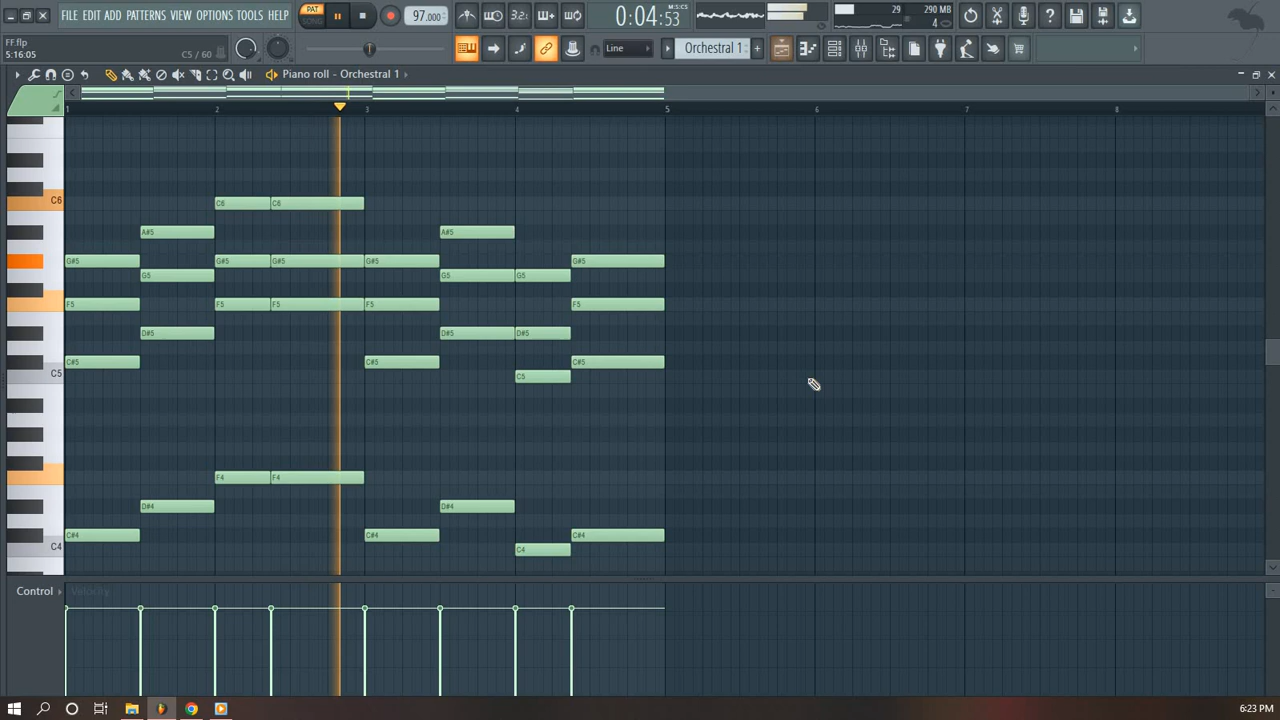 FILE EDIT ADD PATTERNS VIEW OPTIONS TOOLS
PAT
SONG
97.000
3.2.
0:04:53
M:S:CS
29
290 MB
4
FF.flp
5:16:05
C5 / 60
Line
Orchestral 1
Piano roll - Orchestral 1
1 2 3 4 5 6 7 8
C6
C6 C6
A#5 A#5
G#5 G#5 G#5 G#5 G#5
G5 G5 G5
F5 F5 F5 F5 F5
D#5 D#5 D#5
C#5 C#5 C#5
C5
C5
F4 F4
D#4 D#4
C#4 C#4 C#4
C4
C4
Control
Velocity
6:23 PM